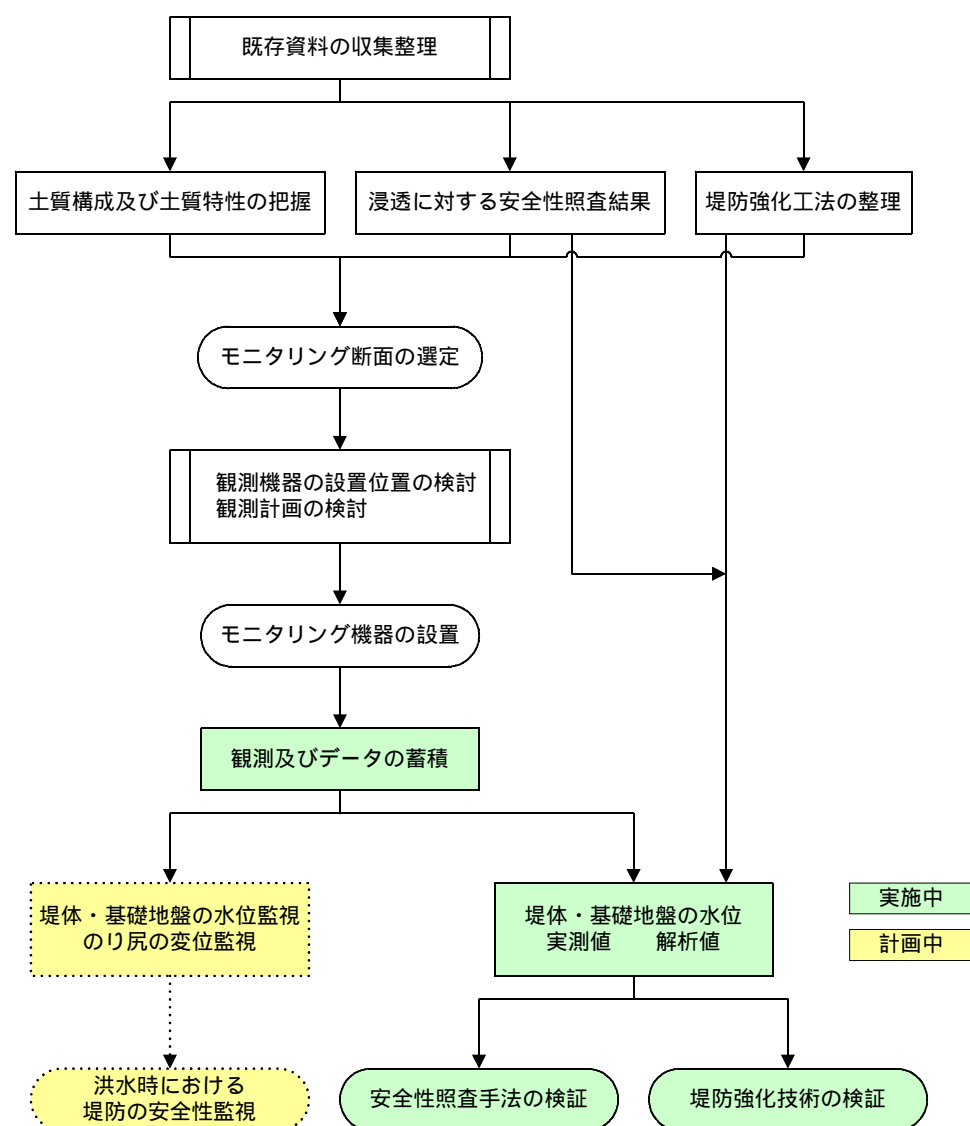 既存資料の収集整理
土質構成及び土質特性の把握
浸透に対する安全性照査結果
堤防強化工法の整理
モニタリング断面の選定
観測機器の設置位置の検討
観測計画の検討
モニタリング機器の設置
観測及びデータの蓄積
堤体・基礎地盤の水位監視
のり尻の変位監視
堤体・基礎地盤の水位
実測値　　解析値
実施中
計画中
洪水時における
堤防の安全性監視
安全性照査手法の検証
堤防強化技術の検証